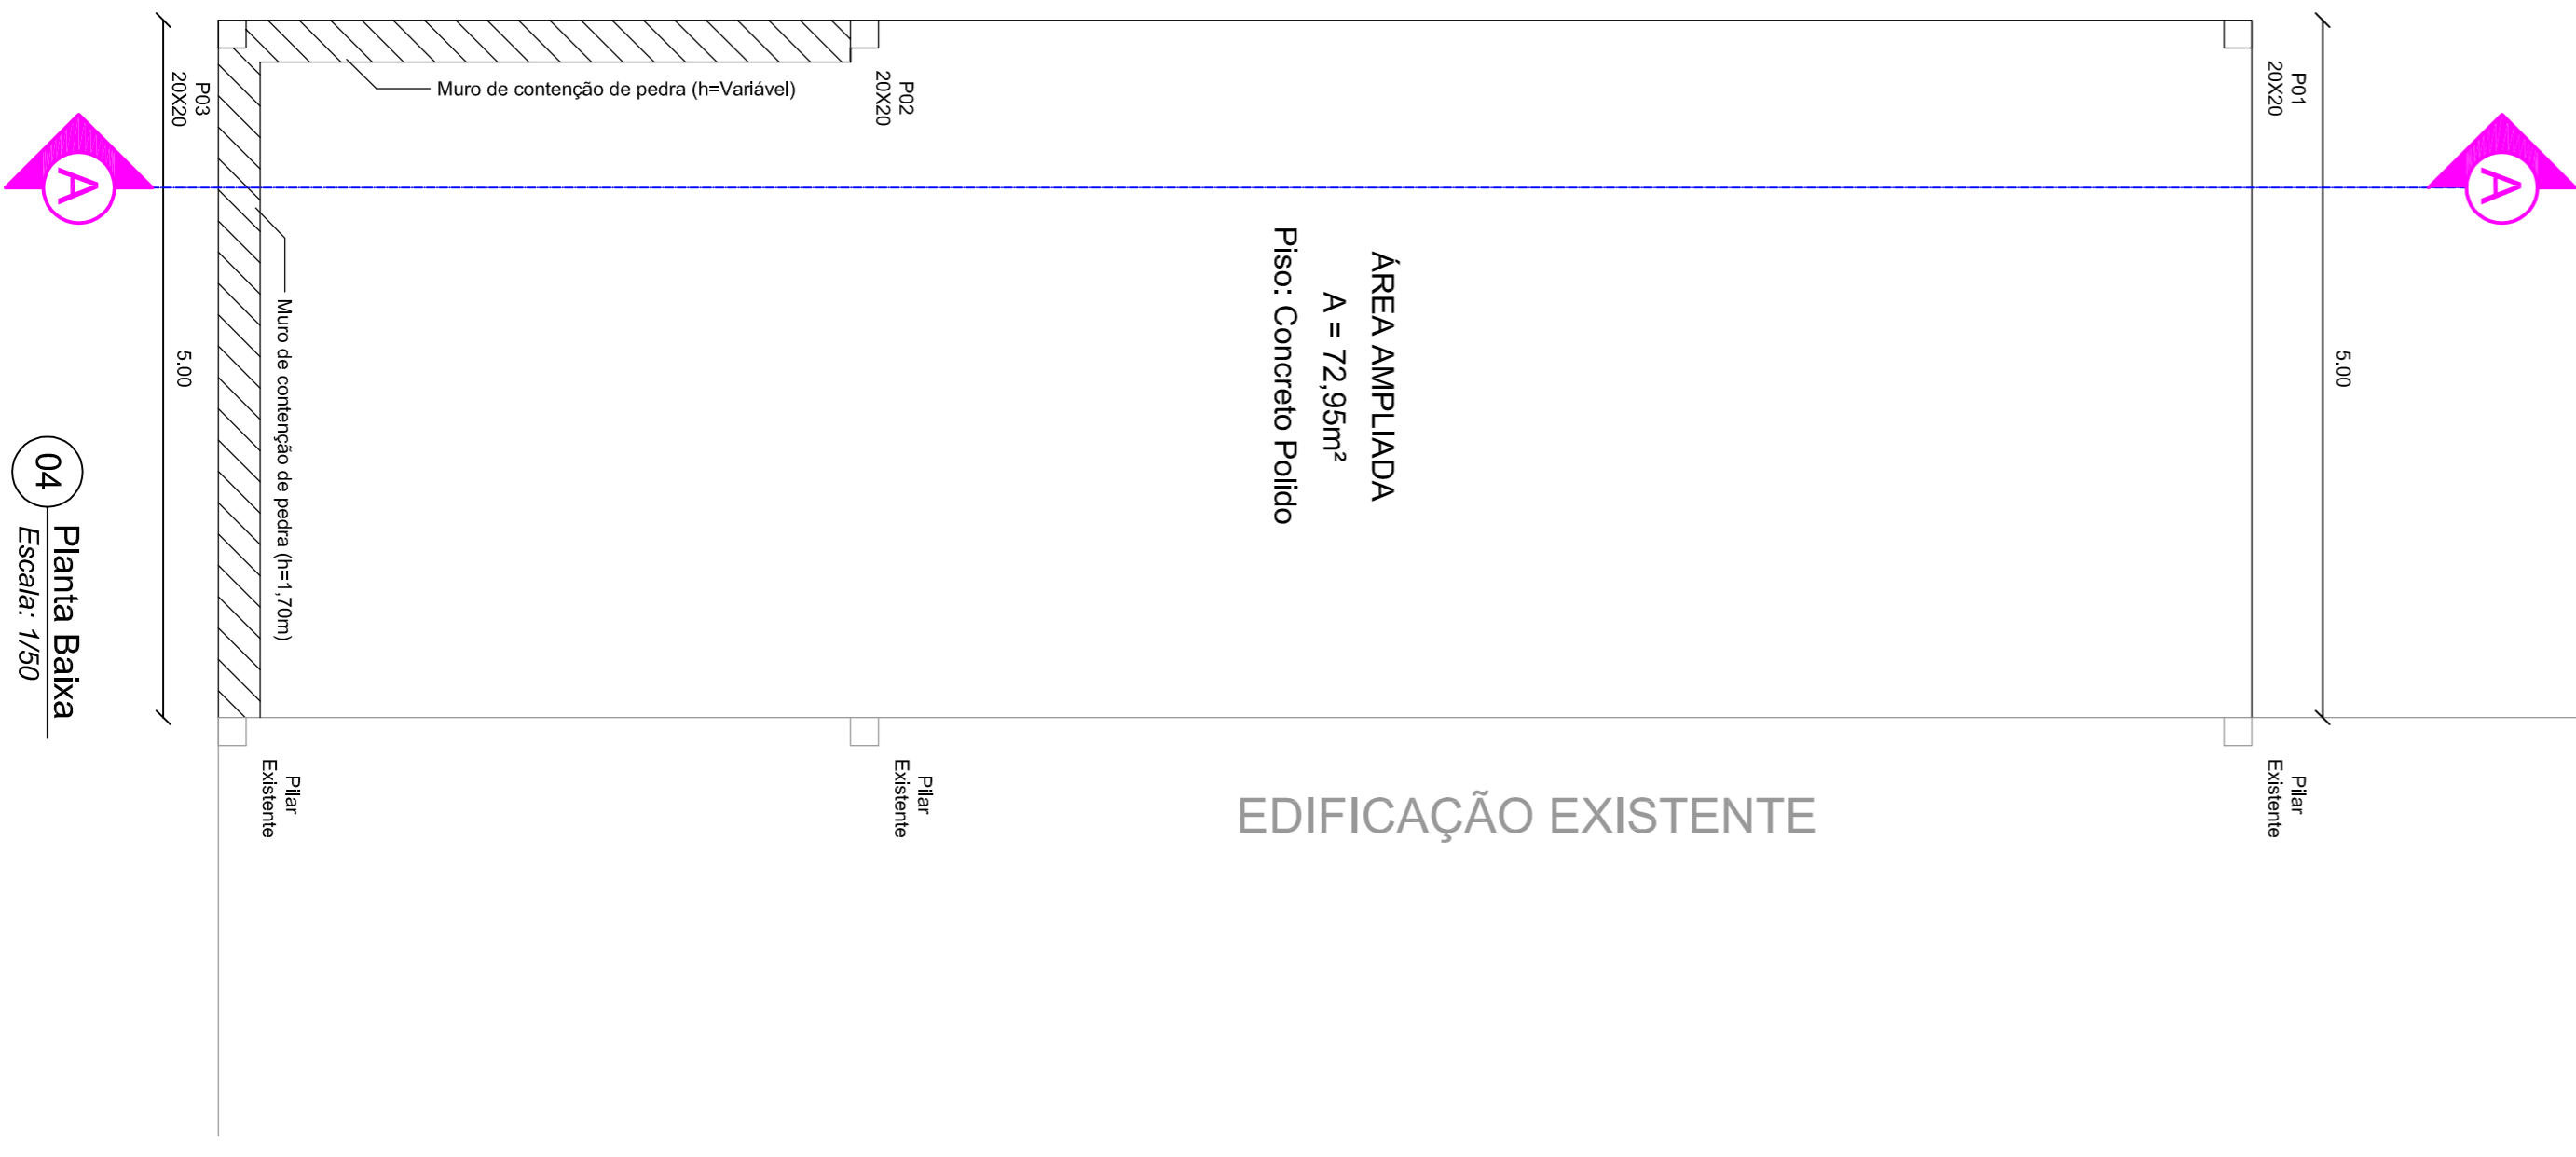 P03
20X20
Muro de contenção de pedra (h=Variável)
P02
20X20
P01
20X20
A
A
5.00
5.00
Muro de contenção de pedra (h=1,70m)
ÁREA AMPLIADA
A = 72,95m²
Piso: Concreto Polido
04
Planta Baixa
Escala: 1/50
Pilar
Existente
Pilar
Existente
Pilar
Existente
EDIFICAÇÃO EXISTENTE